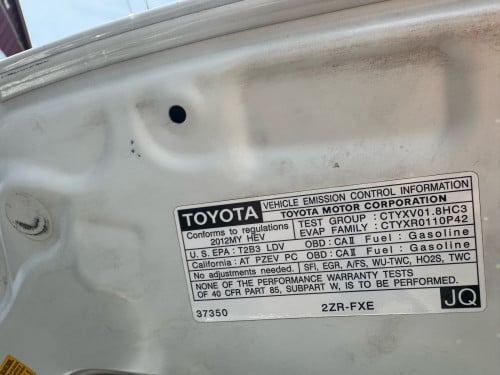 TOYOTA VEHICLE EMISSION CONTROL INFORMATION
TOYOTA MOTOR CORPORATION
Conforms to regulations TEST GROUP : CTYXV01.8HC3
2012MY HEV EVAP FAMILY : CTYXR0110P42
U.S. EPA : T2B3 LDV OBD : CAⅡ Fuel : Gasoline
California : AT PZEV PC OBD : CAⅡ Fuel : Gasoline
No adjustments needed. SFI, EGR, A/FS, WU-TWC, HO2S, TWC
NONE OF THE PERFORMANCE WARRANTY TESTS
OF 40 CFR PART 85, SUBPART W, IS TO BE PERFORMED.
37350 2ZR-FXE JQ